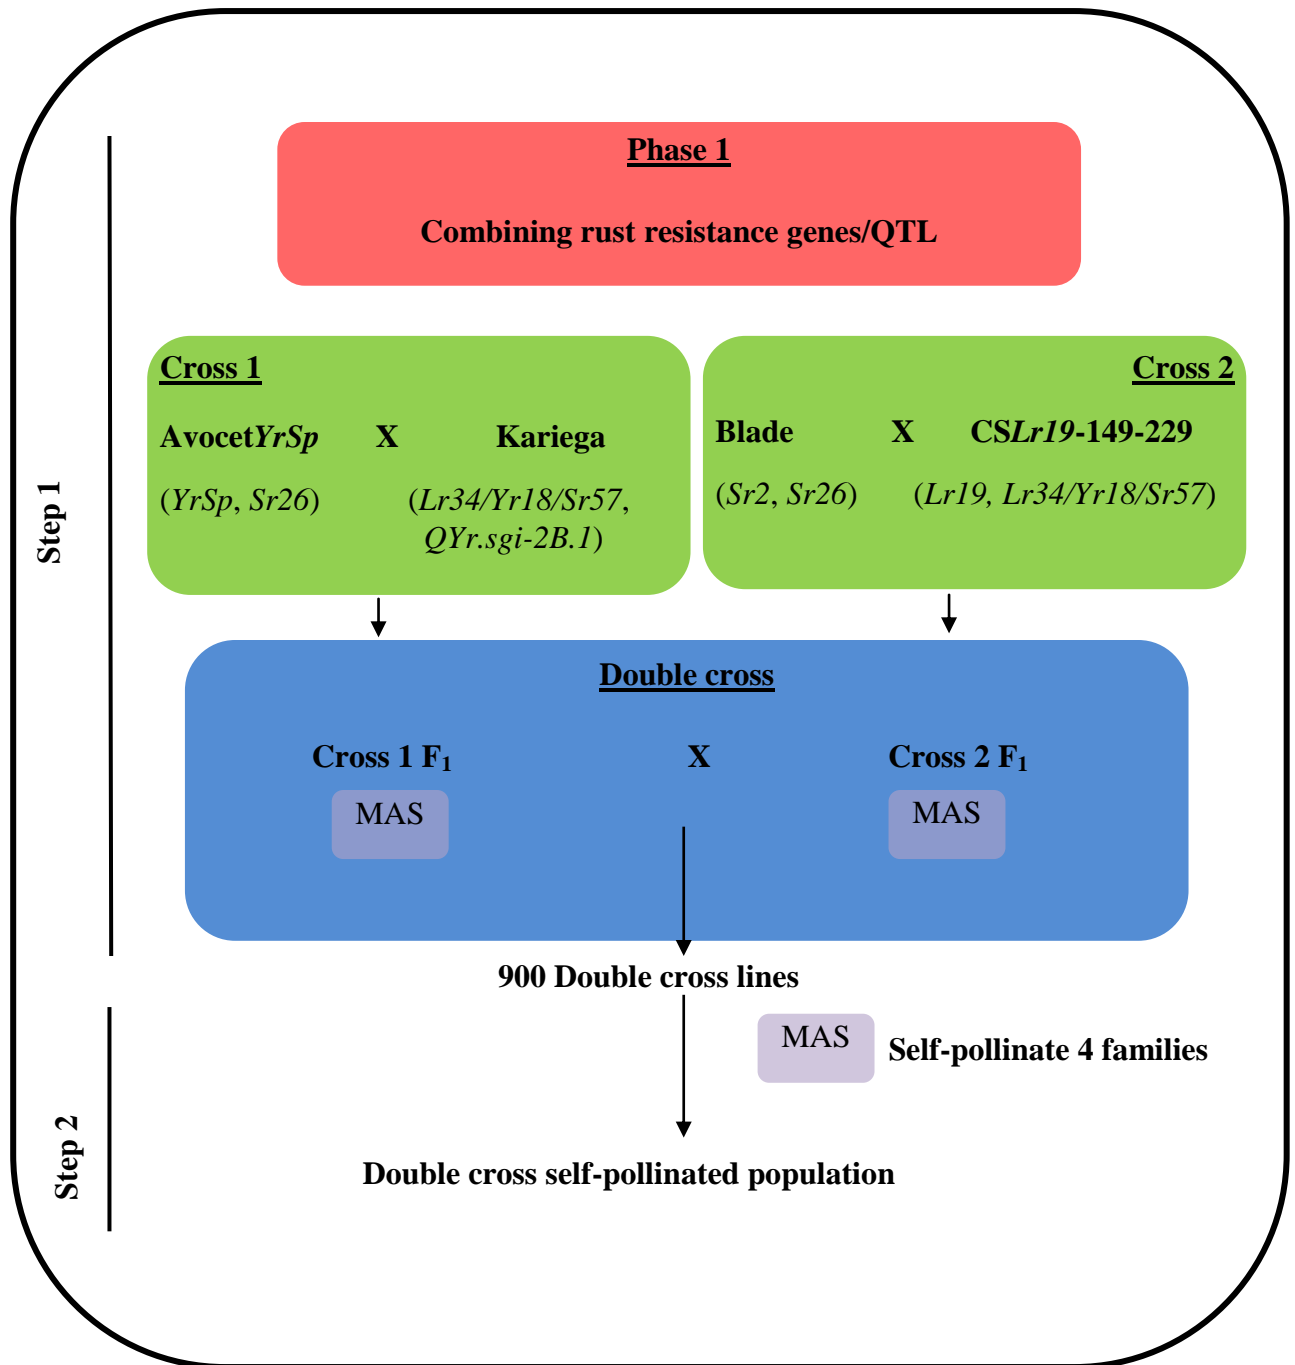 Phase 1
Combining rust resistance genes/QTL
Step 1
Cross 1
AvocetYrSp X Kariega
(YrSp, Sr26) (Lr34/Yr18/Sr57,
QYr.sgi-2B.1)
Cross 2
Blade X CSLr19-149-229
(Sr2, Sr26) (Lr19, Lr34/Yr18/Sr57)
Double cross
Cross 1 F₁ X Cross 2 F₁
MAS MAS
900 Double cross lines
Step 2
MAS Self-pollinate 4 families
Double cross self-pollinated population